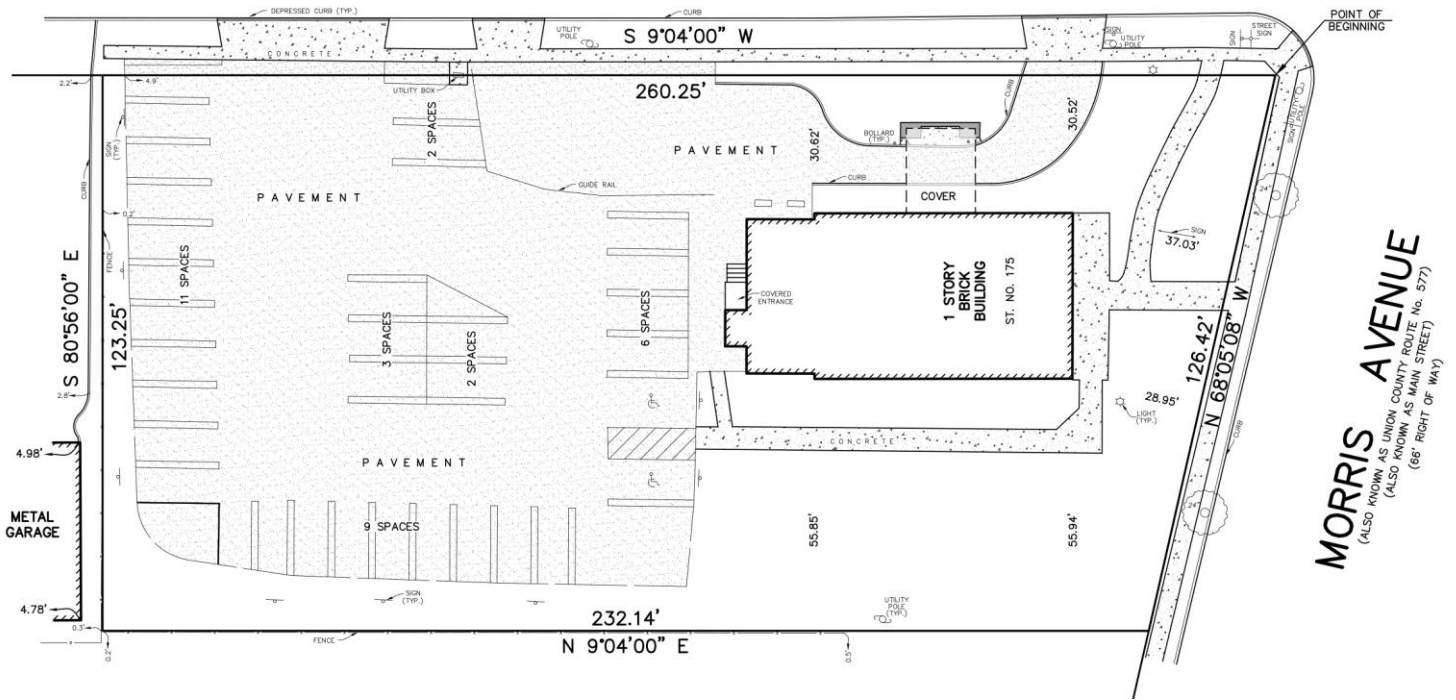 DEPRESSED CURB (TYP.)
CURB
CONCRETE
UTILITY
POLE
S 9°04'00" W
SIGN
UTILITY
POLE
SIGN
STREET
SIGN
POINT OF
BEGINNING
2.2'
4.9'
UTILITY BOX
260.25'
SIGN
(TYP.)
2 SPACES
BOLLARD
(TYP.)
30.62'
CURB
30.52'
SIGN
UTILITY
POLE
PAVEMENT
CURB
PAVEMENT
GUIDE RAIL
CURB
COVER
24"
0.2'
FENCE
SIGN
37.03'
S 80°56'00" E
123.25'
11 SPACES
3 SPACES
2 SPACES
6 SPACES
COVERED
ENTRANCE
1 STORY
BRICK
BUILDING
ST. NO. 175
126.42'
N 68°05'08" W
MORRIS AVENUE
(ALSO KNOWN AS UNION COUNTY ROUTE No. 577)
(ALSO KNOWN AS MAIN STREET)
(66' RIGHT OF WAY)
2.8'
28.95'
LIGHT
(TYP.)
CURB
4.98'
CONCRETE
PAVEMENT
METAL
GARAGE
9 SPACES
55.85'
55.94'
24"
4.78'
SIGN
(TYP.)
UTILITY
POLE
(TYP.)
0.3'
0.2'
FENCE
232.14'
N 9°04'00" E
0.5'